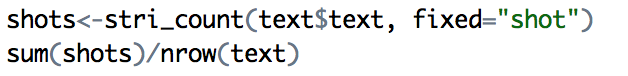 shots<-stri_count(text$text, fixed="shot")
sum(shots)/nrow(text)